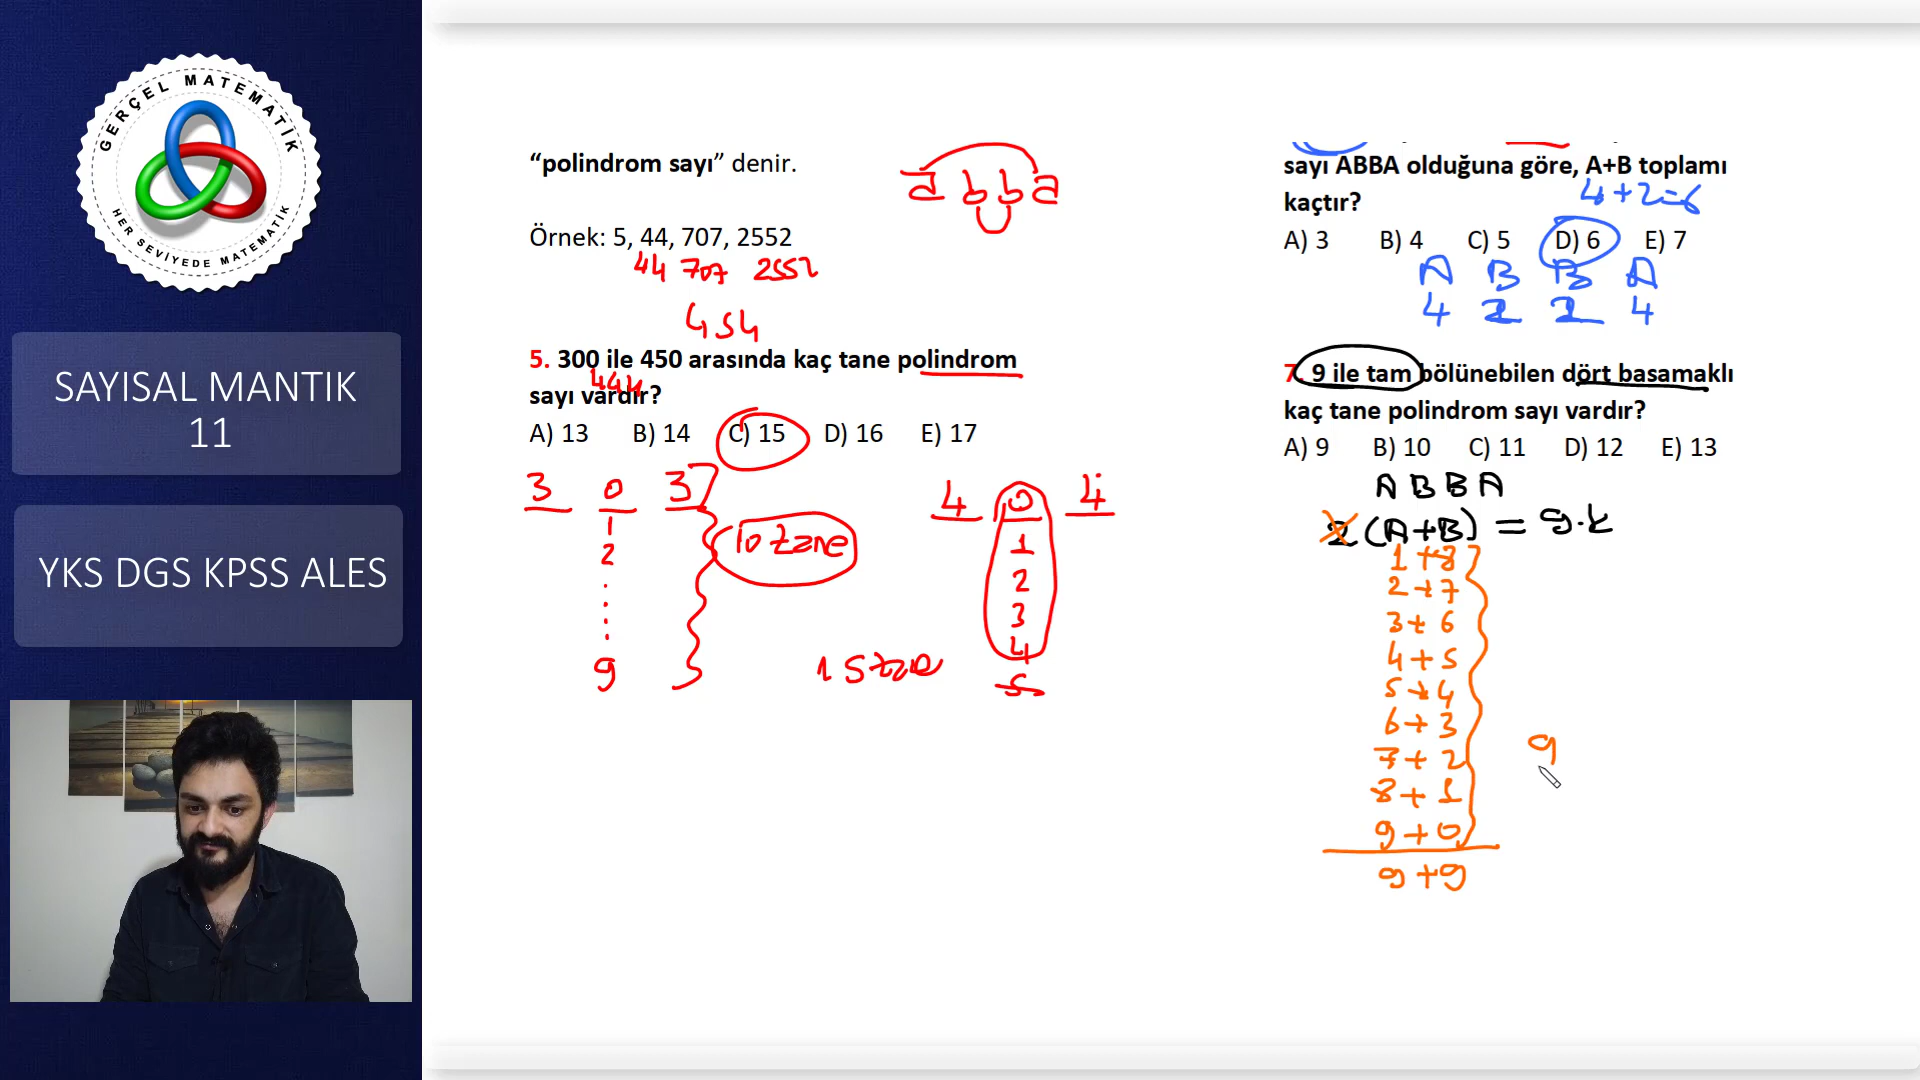 GERÇEL MATEMATİK
HER SEVİYEDE MATEMATİK
SAYISAL MANTIK
11
YKS DGS KPSS ALES
“polindrom sayı” denir.
a b b a
Örnek: 5, 44, 707, 2552
44 707 2552
454
5. 300 ile 450 arasında kaç tane polindrom
444
sayı vardır?
A) 13 B) 14 C) 15 D) 16 E) 17
3 0 3
1
2
.
.
.
9
10 tane
4 0 4
1
2
3
4
5
15 tane
sayı ABBA olduğuna göre, A+B toplamı
4+2=6
kaçtır?
A) 3 B) 4 C) 5 D) 6 E) 7
A B B A
4 2 2 4
7. 9 ile tam bölünebilen dört basamaklı
kaç tane polindrom sayı vardır?
A) 9 B) 10 C) 11 D) 12 E) 13
A B B A
2 (A+B) = 9.k
1+8
2+7
3+6
4+5
5+4
6+3
7+2
8+1
9+0
9
9+9